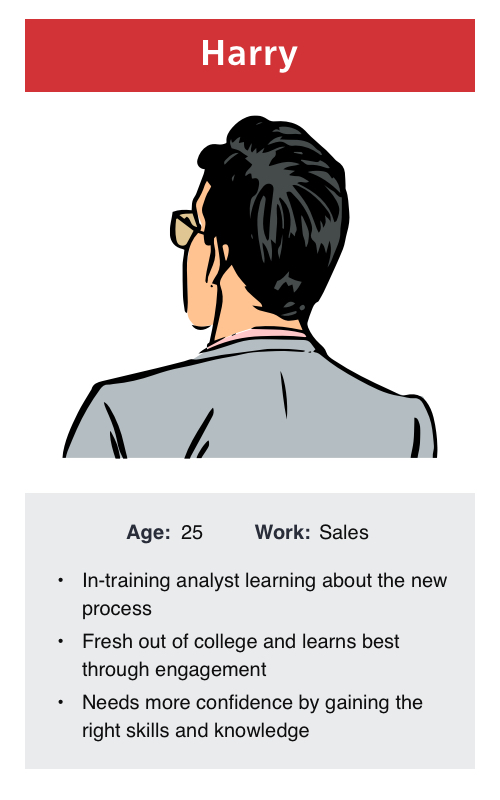 Harry
Age: 25 Work: Sales
• In-training analyst learning about the new
process
• Fresh out of college and learns best
through engagement
• Needs more confidence by gaining the
right skills and knowledge